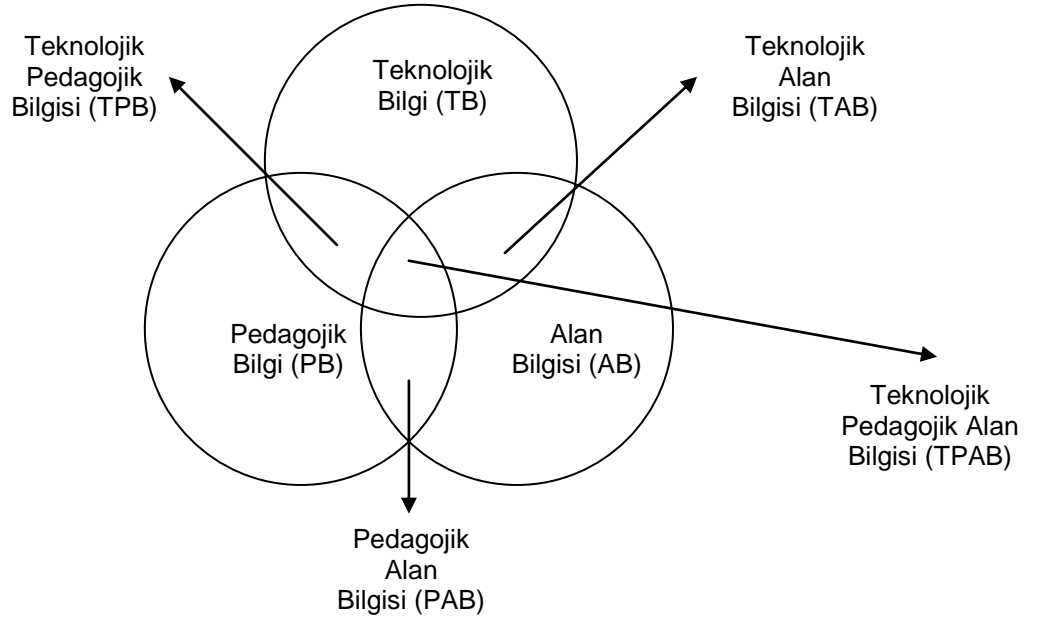 Teknolojik
Pedagojik
Bilgisi (TPB)
Teknolojik
Bilgi (TB)
Teknolojik
Alan
Bilgisi (TAB)
Pedagojik
Bilgi (PB)
Alan
Bilgisi (AB)
Teknolojik
Pedagojik Alan
Bilgisi (TPAB)
Pedagojik
Alan
Bilgisi (PAB)